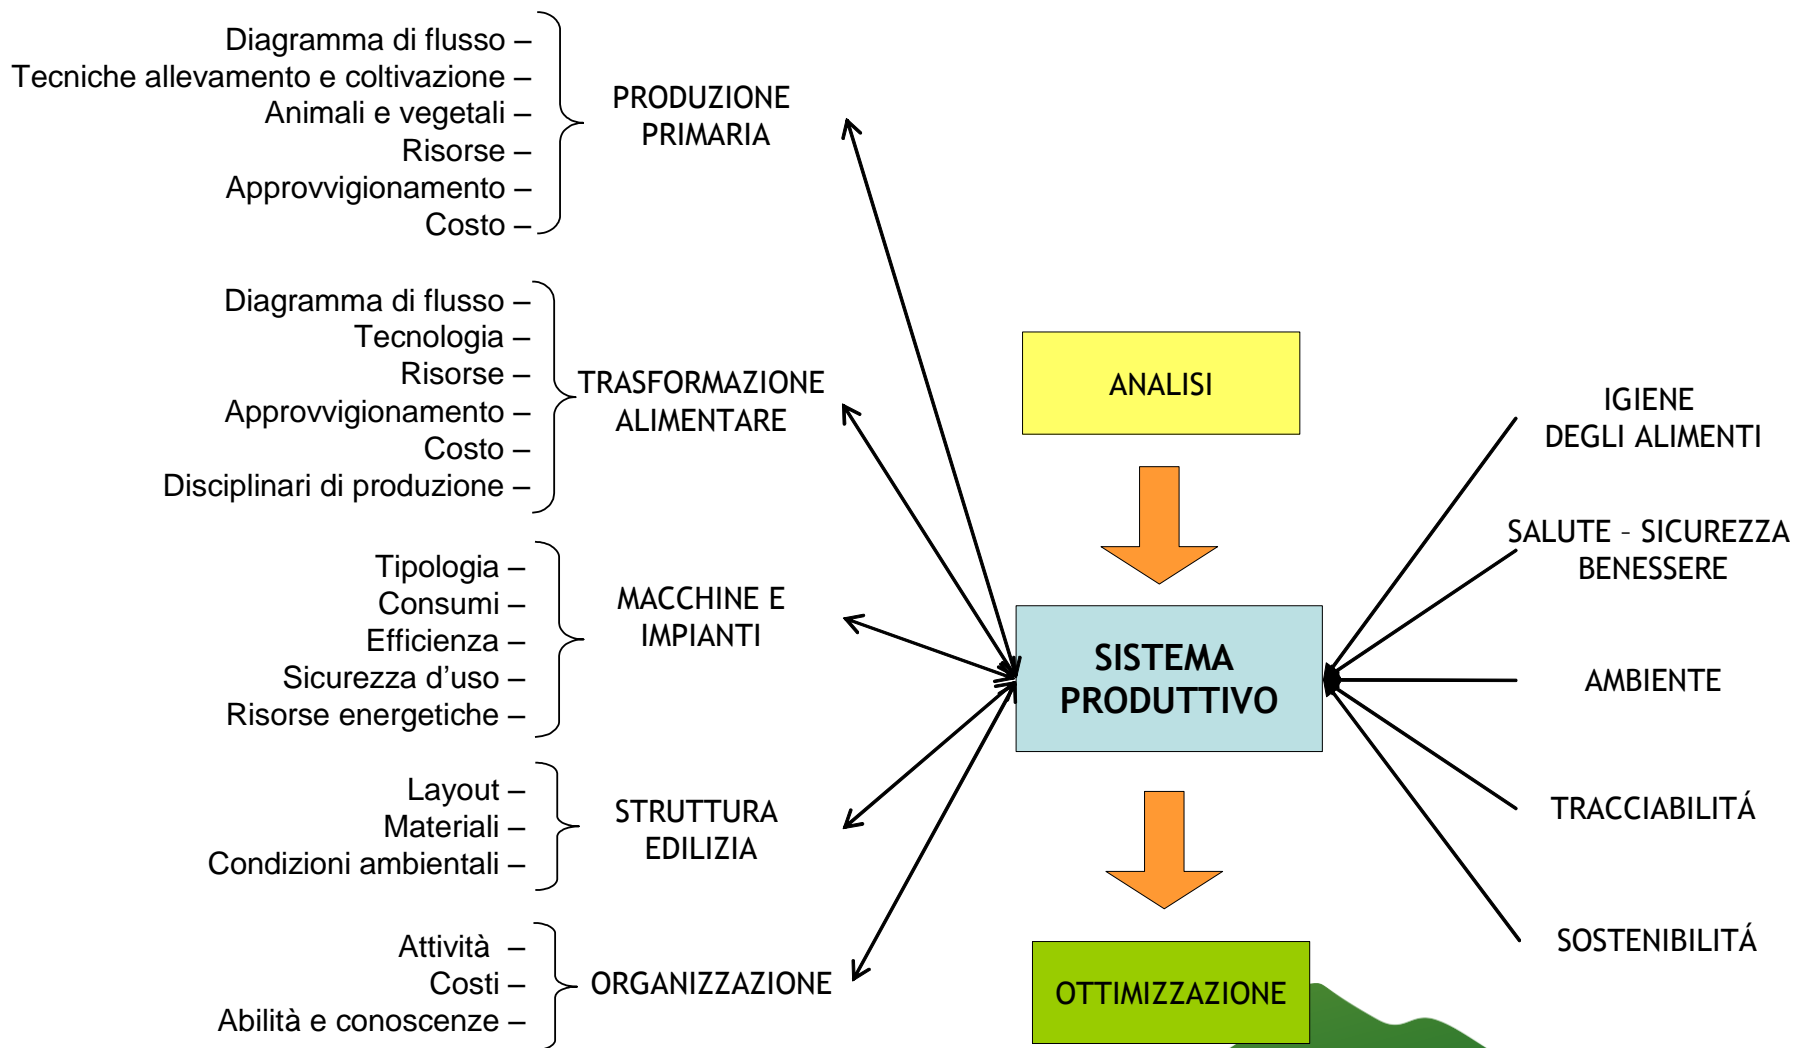 Diagramma di flusso –
Tecniche allevamento e coltivazione –
Animali e vegetali –
Risorse –
Approvvigionamento –
Costo –
PRODUZIONE
PRIMARIA
Diagramma di flusso –
Tecnologia –
Risorse –
Approvvigionamento –
Costo –
Disciplinari di produzione –
TRASFORMAZIONE
ALIMENTARE
Tipologia –
Consumi –
Efficienza –
Sicurezza d’uso –
Risorse energetiche –
MACCHINE E
IMPIANTI
Layout –
Materiali –
Condizioni ambientali –
STRUTTURA
EDILIZIA
Attività –
Costi –
Abilità e conoscenze –
ORGANIZZAZIONE
ANALISI
SISTEMA
PRODUTTIVO
OTTIMIZZAZIONE
IGIENE
DEGLI ALIMENTI
SALUTE – SICUREZZA
BENESSERE
AMBIENTE
TRACCIABILITÁ
SOSTENIBILITÁ